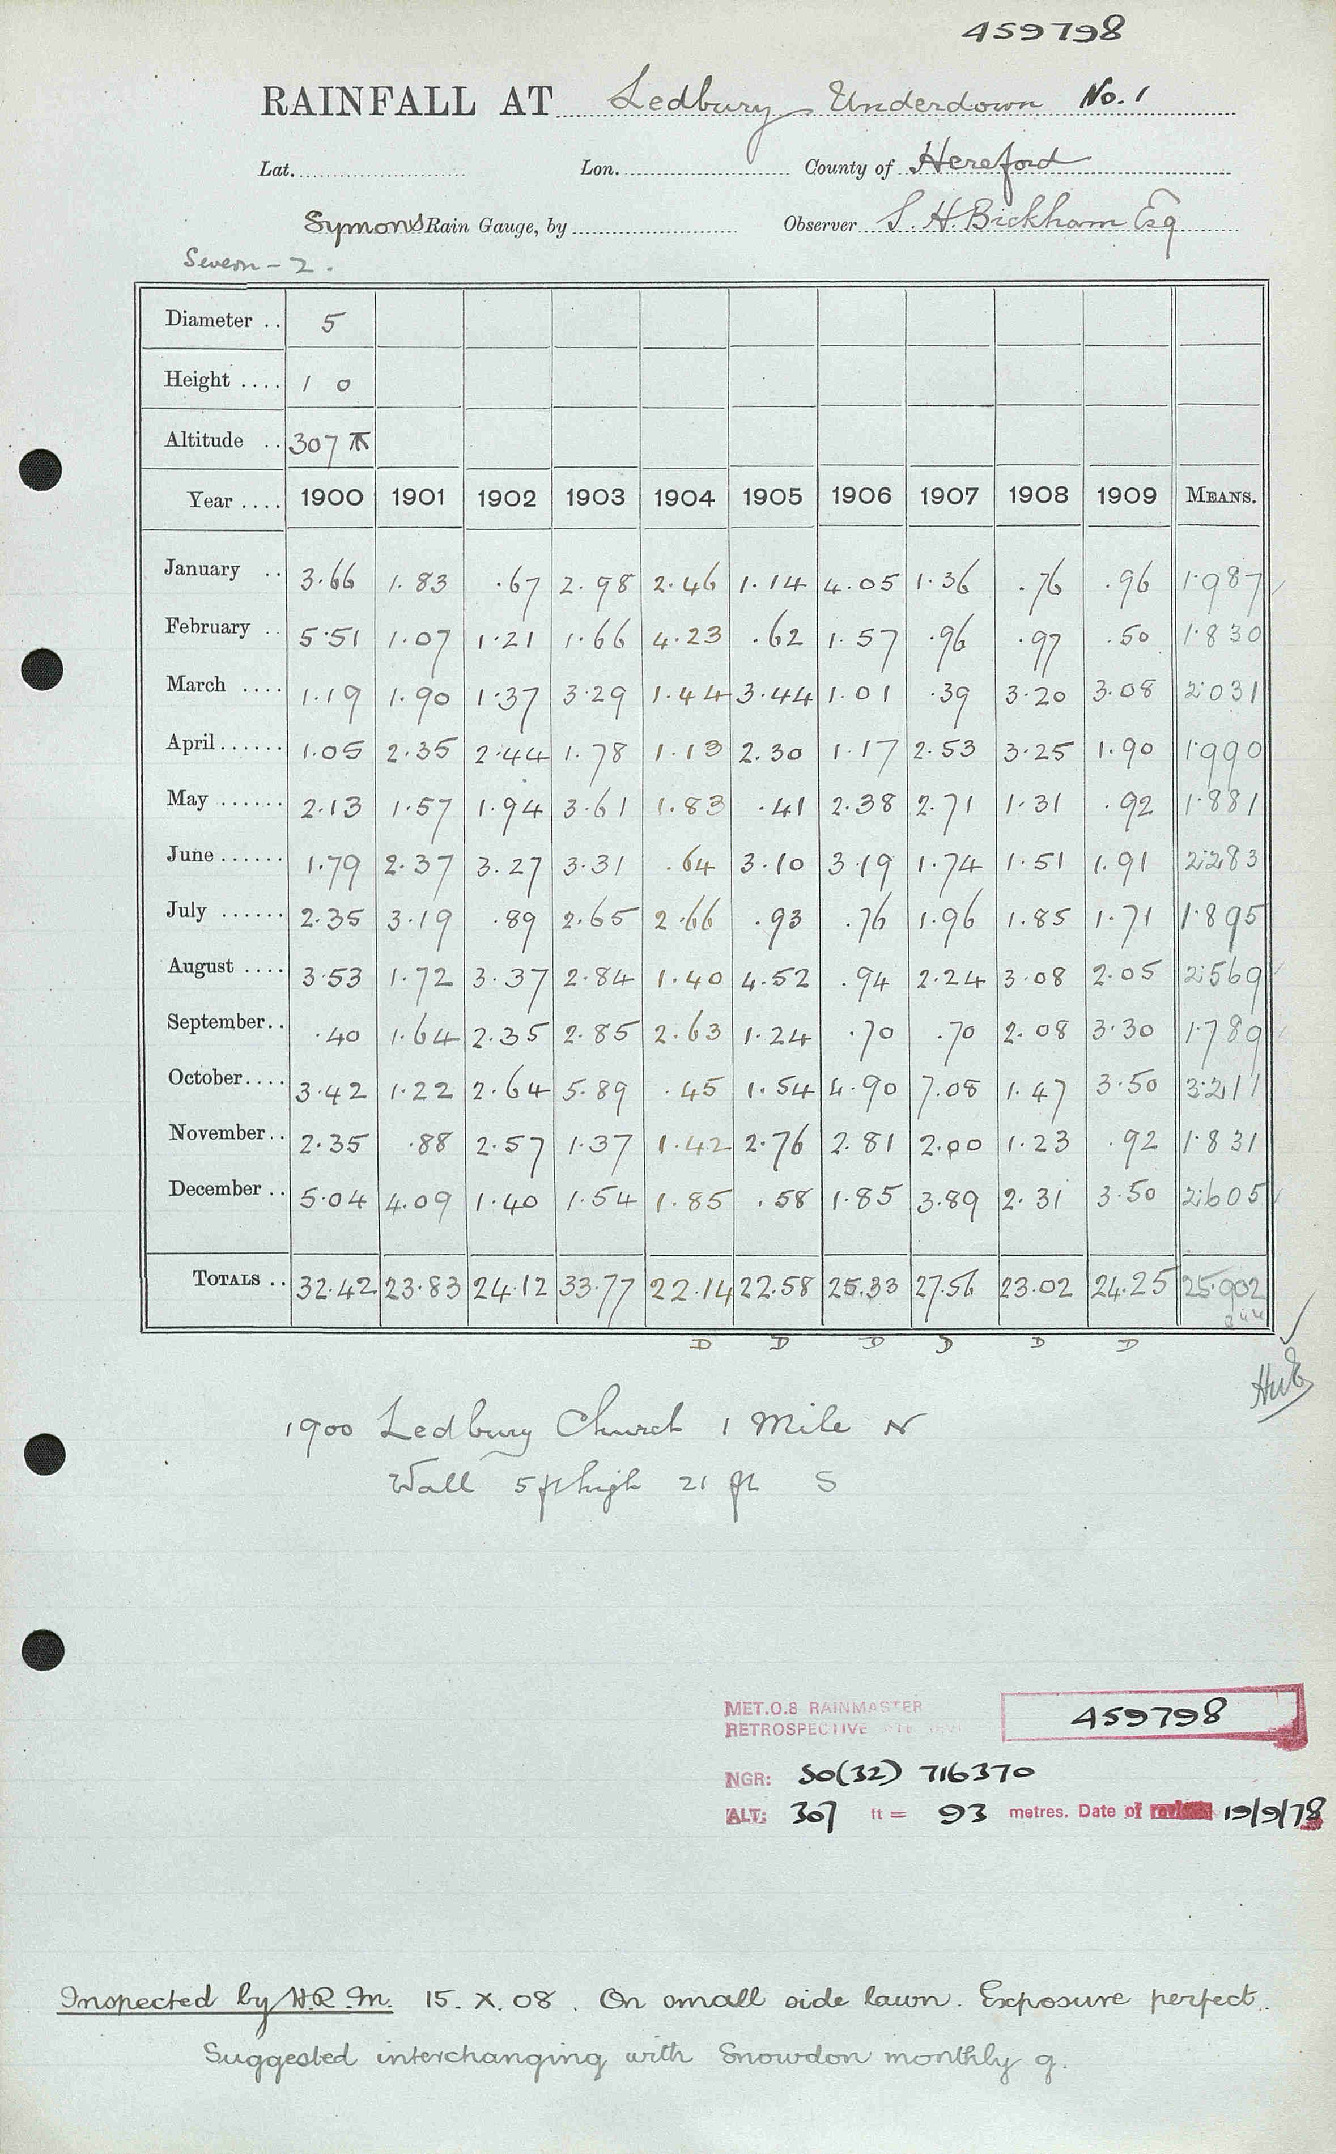 459798
RAINFALL AT Ledbury Underdown No. 1
Lat. Lon. County of Hereford
Symons Rain Gauge, by Observer S. H. Bickham Esq
Severn - 2.
Diameter .. 5
Height .... 1 0
Altitude .. 307
Year .... 1900 1901 1902 1903 1904 1905 1906 1907 1908 1909 MEANS.
January .. 3.66 1.83 .67 2.98 2.46 1.14 4.05 1.36 .76 .96 1.987
February .. 5.51 1.07 1.21 1.66 4.23 .62 1.57 .96 .97 .50 1.830
March .... 1.19 1.90 1.37 3.29 1.44 3.44 1.01 .39 3.20 3.08 2.031
April...... 1.05 2.35 2.44 1.78 1.13 2.30 1.17 2.53 3.25 1.90 1.990
May ...... 2.13 1.57 1.94 3.61 1.83 .41 2.38 2.71 1.31 .92 1.881
June ...... 1.79 2.37 3.27 3.31 .64 3.10 3.19 1.74 1.51 1.91 2.283
July ...... 2.35 3.19 .89 2.65 2.66 .93 .76 1.96 1.85 1.71 1.895
August .... 3.53 1.72 3.37 2.84 1.40 4.52 .94 2.24 3.08 2.05 2.569
September.. .40 1.64 2.35 2.85 2.63 1.24 .70 .70 2.08 3.30 1.789
October.... 3.42 1.22 2.64 5.89 .45 1.54 4.90 7.08 1.47 3.50 3.211
November.. 2.35 .88 2.57 1.37 1.42 2.76 2.81 2.00 1.23 .92 1.831
December .. 5.04 4.09 1.40 1.54 1.85 .58 1.85 3.89 2.31 3.50 2.605
TOTALS .. 32.42 23.83 24.12 33.77 22.14 22.58 25.33 27.56 23.02 24.25 25.902
D D D D D D
1900 Ledbury Church 1 Mile N
Wall 5 ft high 21 ft S
MET.O.8 RAINMASTER
RETROSPECTIVE
459798
NGR: SO(32) 716370
ALT: 307 ft = 93 metres. Date of 19/9/78
Inspected by H.R.M. 15.X.08. On small side lawn. Exposure perfect.
Suggested interchanging with Snowdon monthly g.